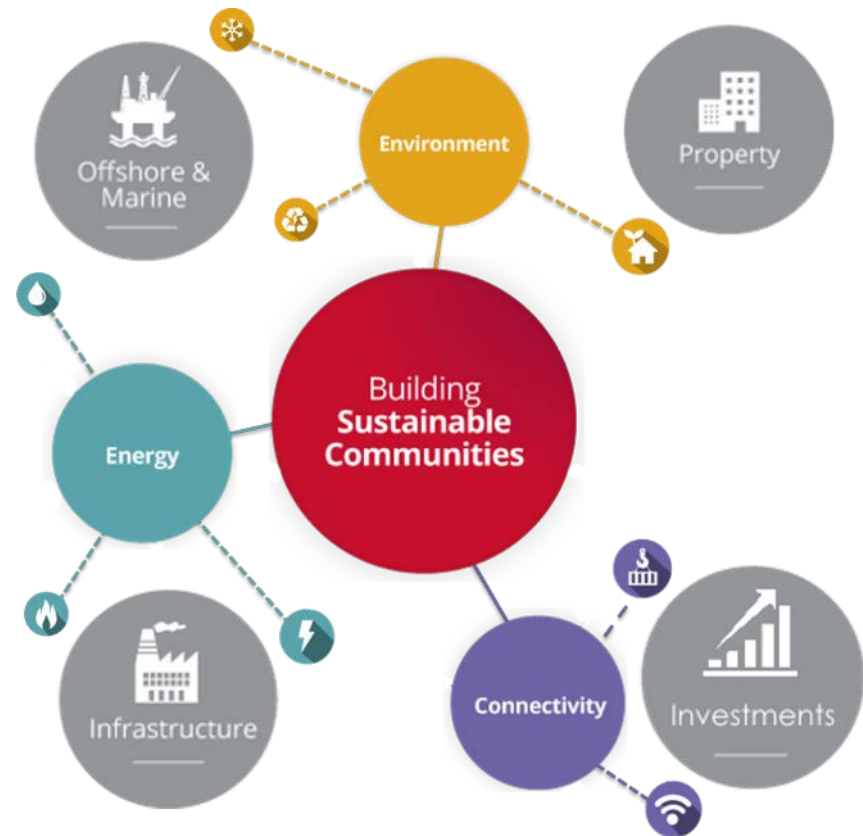 Environment
Offshore &
Marine
Property
Building
Sustainable
Communities
Energy
Connectivity
Infrastructure
Investments